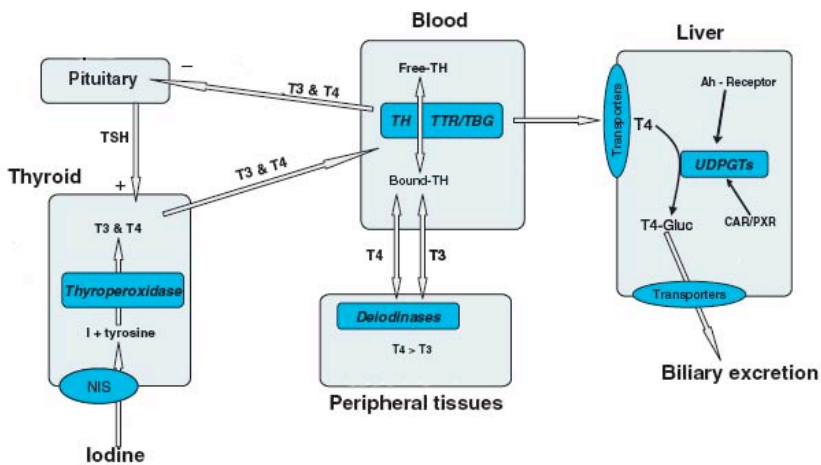 Blood
Liver
Pituitary
−
T3 & T4
TSH
Free-TH
TH TTR/TBG
Bound-TH
Transporters
T4
Ah - Receptor
UDPGTs
CAR/PXR
T4-Gluc
Transporters
Biliary excretion
Thyroid
+
T3 & T4
T3 & T4
Thyroperoxidase
I + tyrosine
NIS
Iodine
T4
T3
Deiodinases
T4 > T3
Peripheral tissues